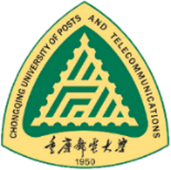 CHONGQING UNIVERSITY OF POSTS AND TELECOMMUNICATIONS
重庆邮电大学
1950